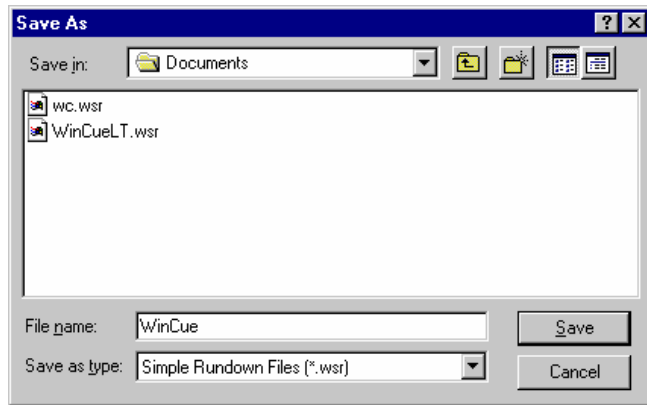 Save As
Save in: Documents
wc.wsr
WinCueLT.wsr
File name: WinCue Save
Save as type: Simple Rundown Files (*.wsr) Cancel